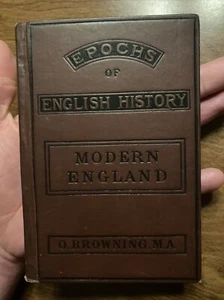 EPOCHS
OF
ENGLISH HISTORY
MODERN
ENGLAND
O. BROWNING. M.A.